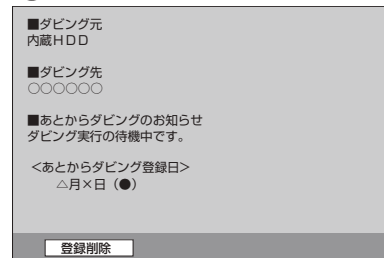 ■ダビング元
内蔵HDD
■ダビング先
○○○○○○
■あとからダビングのお知らせ
ダビング実行の待機中です。
＜あとからダビング登録日＞
△月×日（●）
登録削除